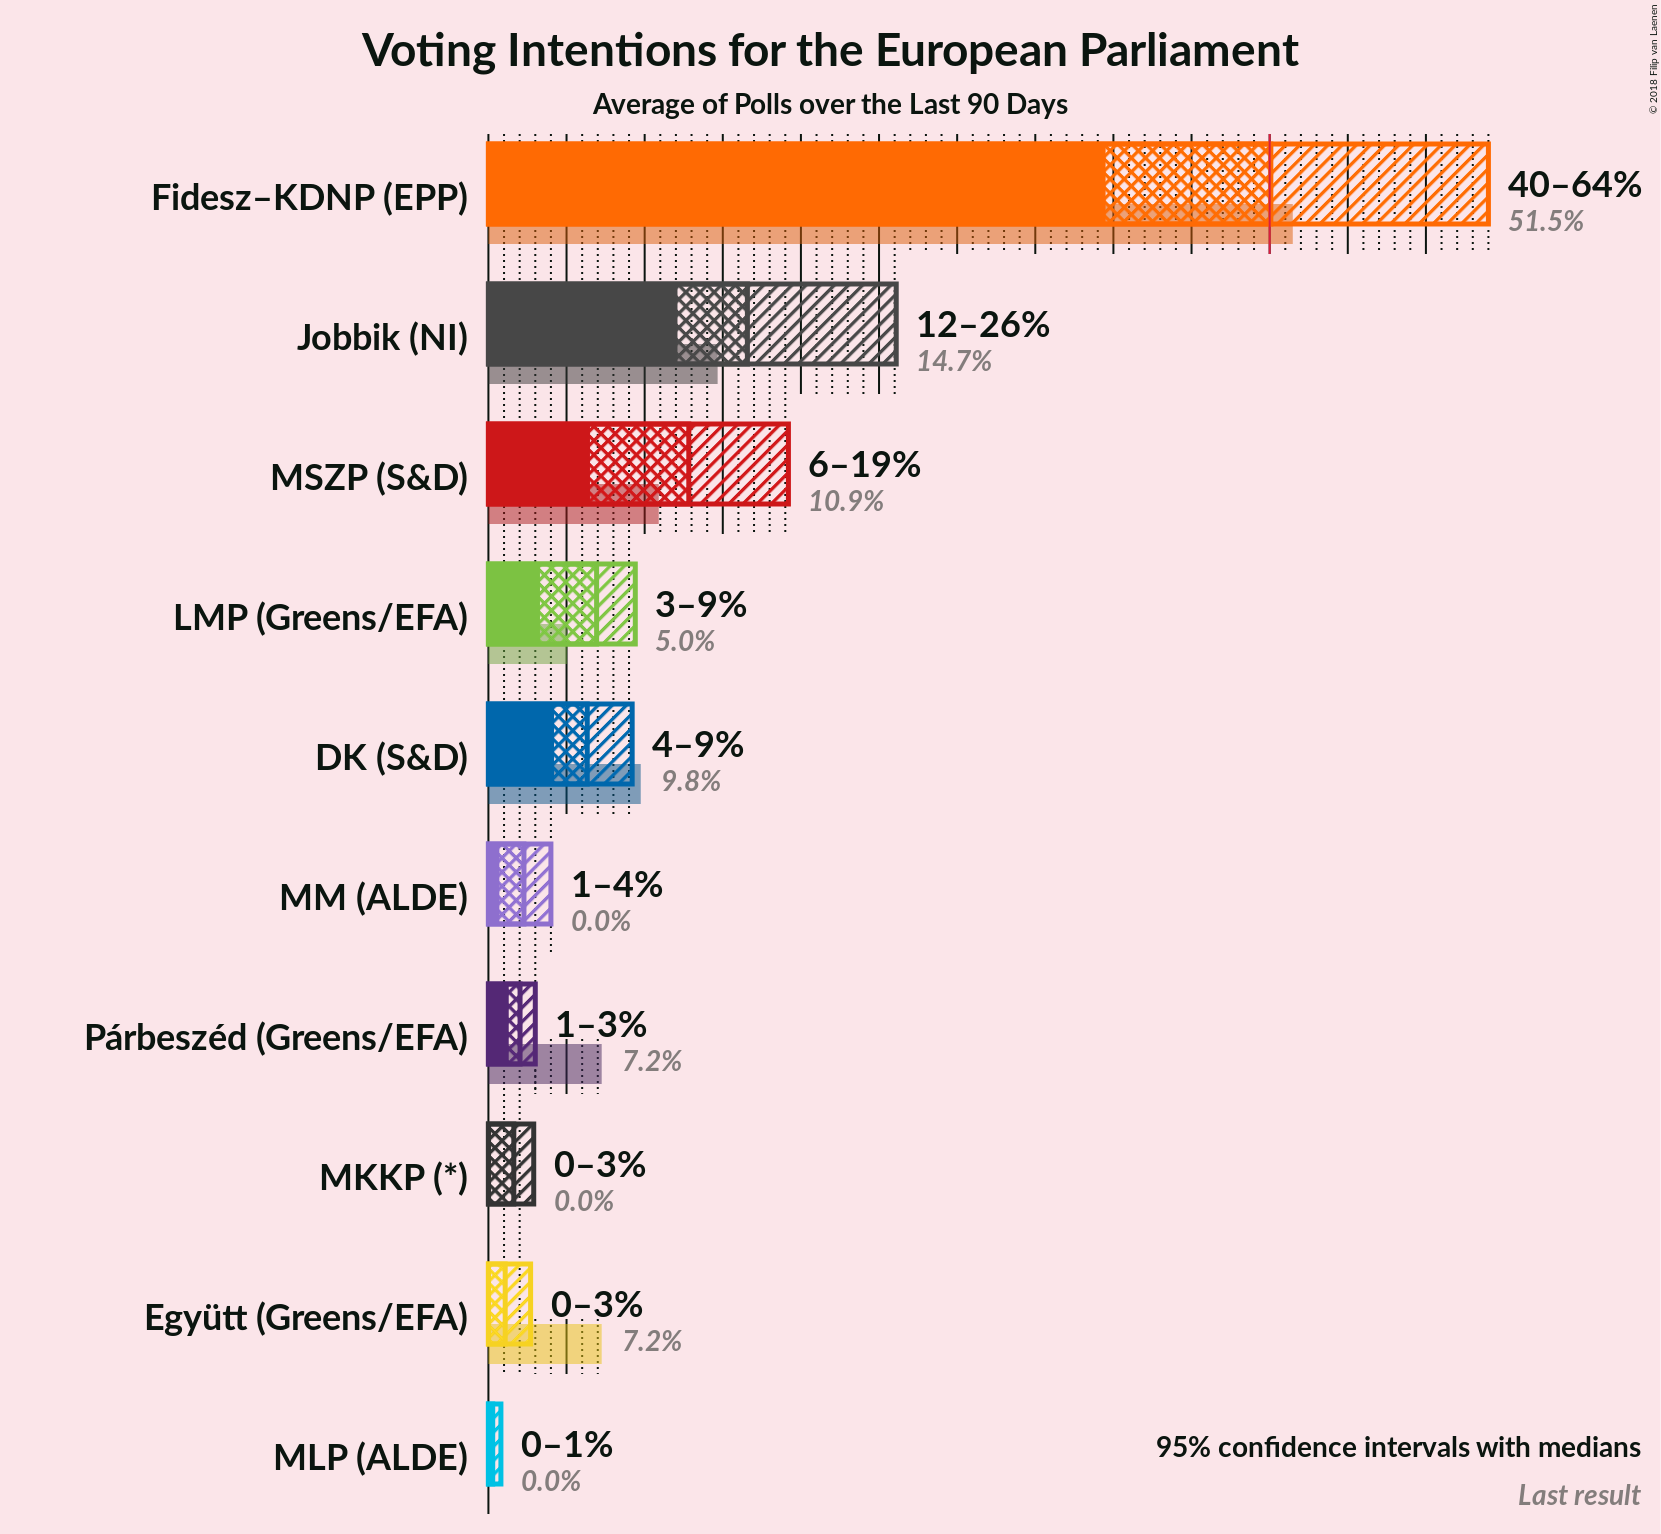 Voting Intentions for the European Parliament
Average of Polls over the Last 90 Days
© 2018 Filip van Laenen
Fidesz–KDNP (EPP)
40–64%
51.5%
Jobbik (NI)
12–26%
14.7%
MSZP (S&D)
6–19%
10.9%
LMP (Greens/EFA)
3–9%
5.0%
DK (S&D)
4–9%
9.8%
MM (ALDE)
1–4%
0.0%
Párbeszéd (Greens/EFA)
1–3%
7.2%
MKKP (*)
0–3%
0.0%
Együtt (Greens/EFA)
0–3%
7.2%
MLP (ALDE)
0–1%
0.0%
95% confidence intervals with medians
Last result